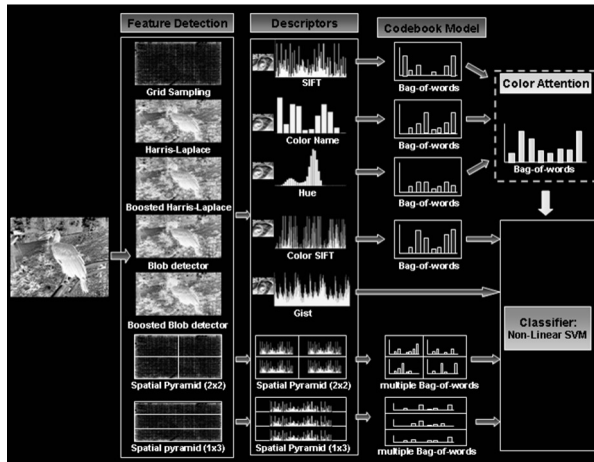 Feature Detection
Descriptors
Codebook Model
Grid Sampling
Harris-Laplace
Boosted Harris-Laplace
Blob detector
Boosted Blob detector
Spatial Pyramid (2x2)
Spatial pyramid (1x3)
SIFT
Color Name
Hue
Color SIFT
Gist
Spatial Pyramid (2x2)
Spatial Pyramid (1x3)
Bag-of-words
Bag-of-words
Bag-of-words
Bag-of-words
multiple Bag-of-words
multiple Bag-of-words
Color Attention
Bag-of-words
Classifier:
Non-Linear SVM